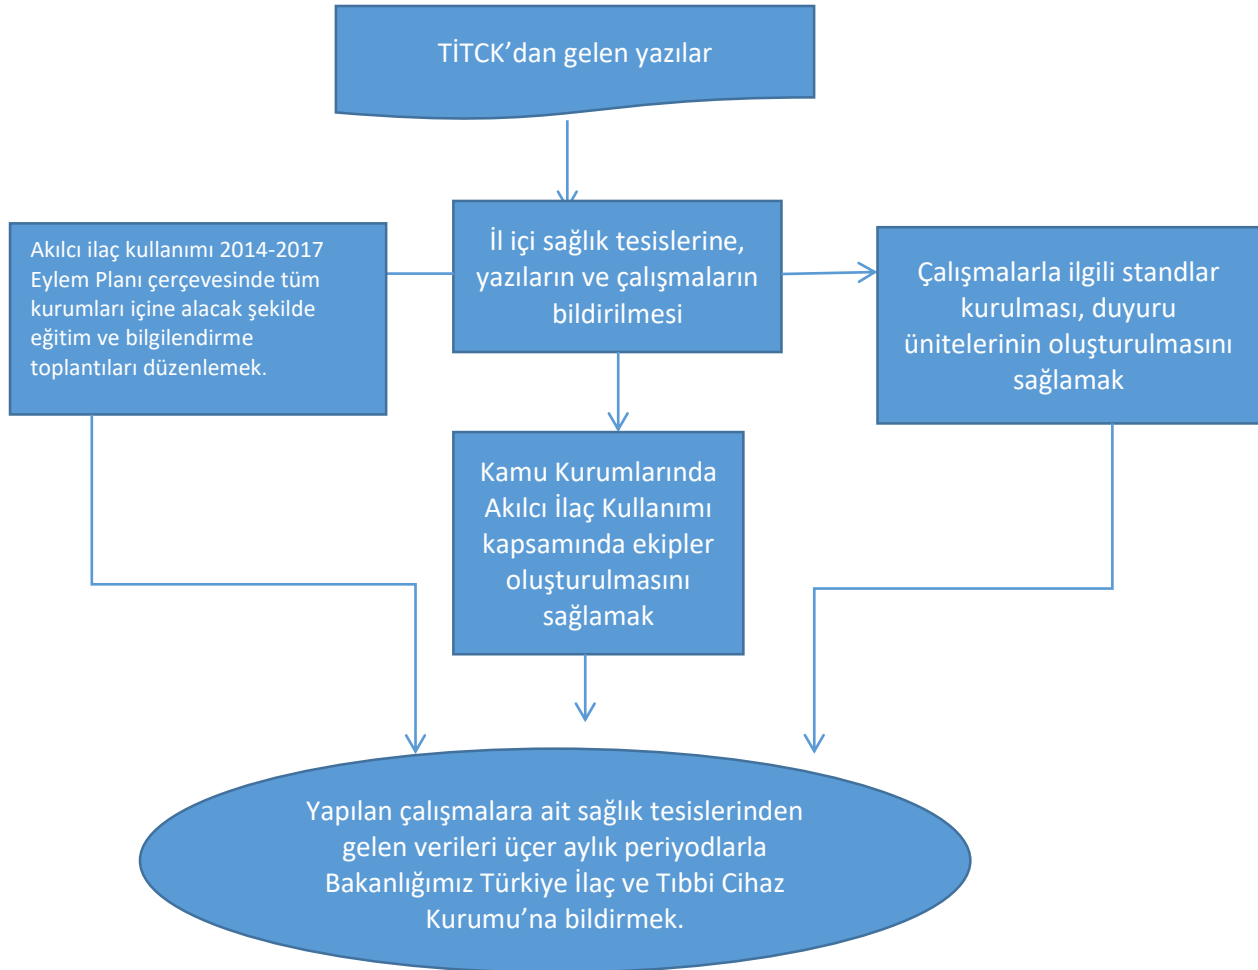 TİTCK’dan gelen yazılar
İl içi sağlık tesislerine,
yazıların ve çalışmaların
bildirilmesi
Akılcı ilaç kullanımı 2014-2017
Eylem Planı çerçevesinde tüm
kurumları içine alacak şekilde
eğitim ve bilgilendirme
toplantıları düzenlemek.
Çalışmalarla ilgili standlar
kurulması, duyuru
ünitelerinin oluşturulmasını
sağlamak
Kamu Kurumlarında
Akılcı İlaç Kullanımı
kapsamında ekipler
oluşturulmasını
sağlamak
Yapılan çalışmalara ait sağlık tesislerinden
gelen verileri üçer aylık periyodlarla
Bakanlığımız Türkiye İlaç ve Tıbbi Cihaz
Kurumu’na bildirmek.